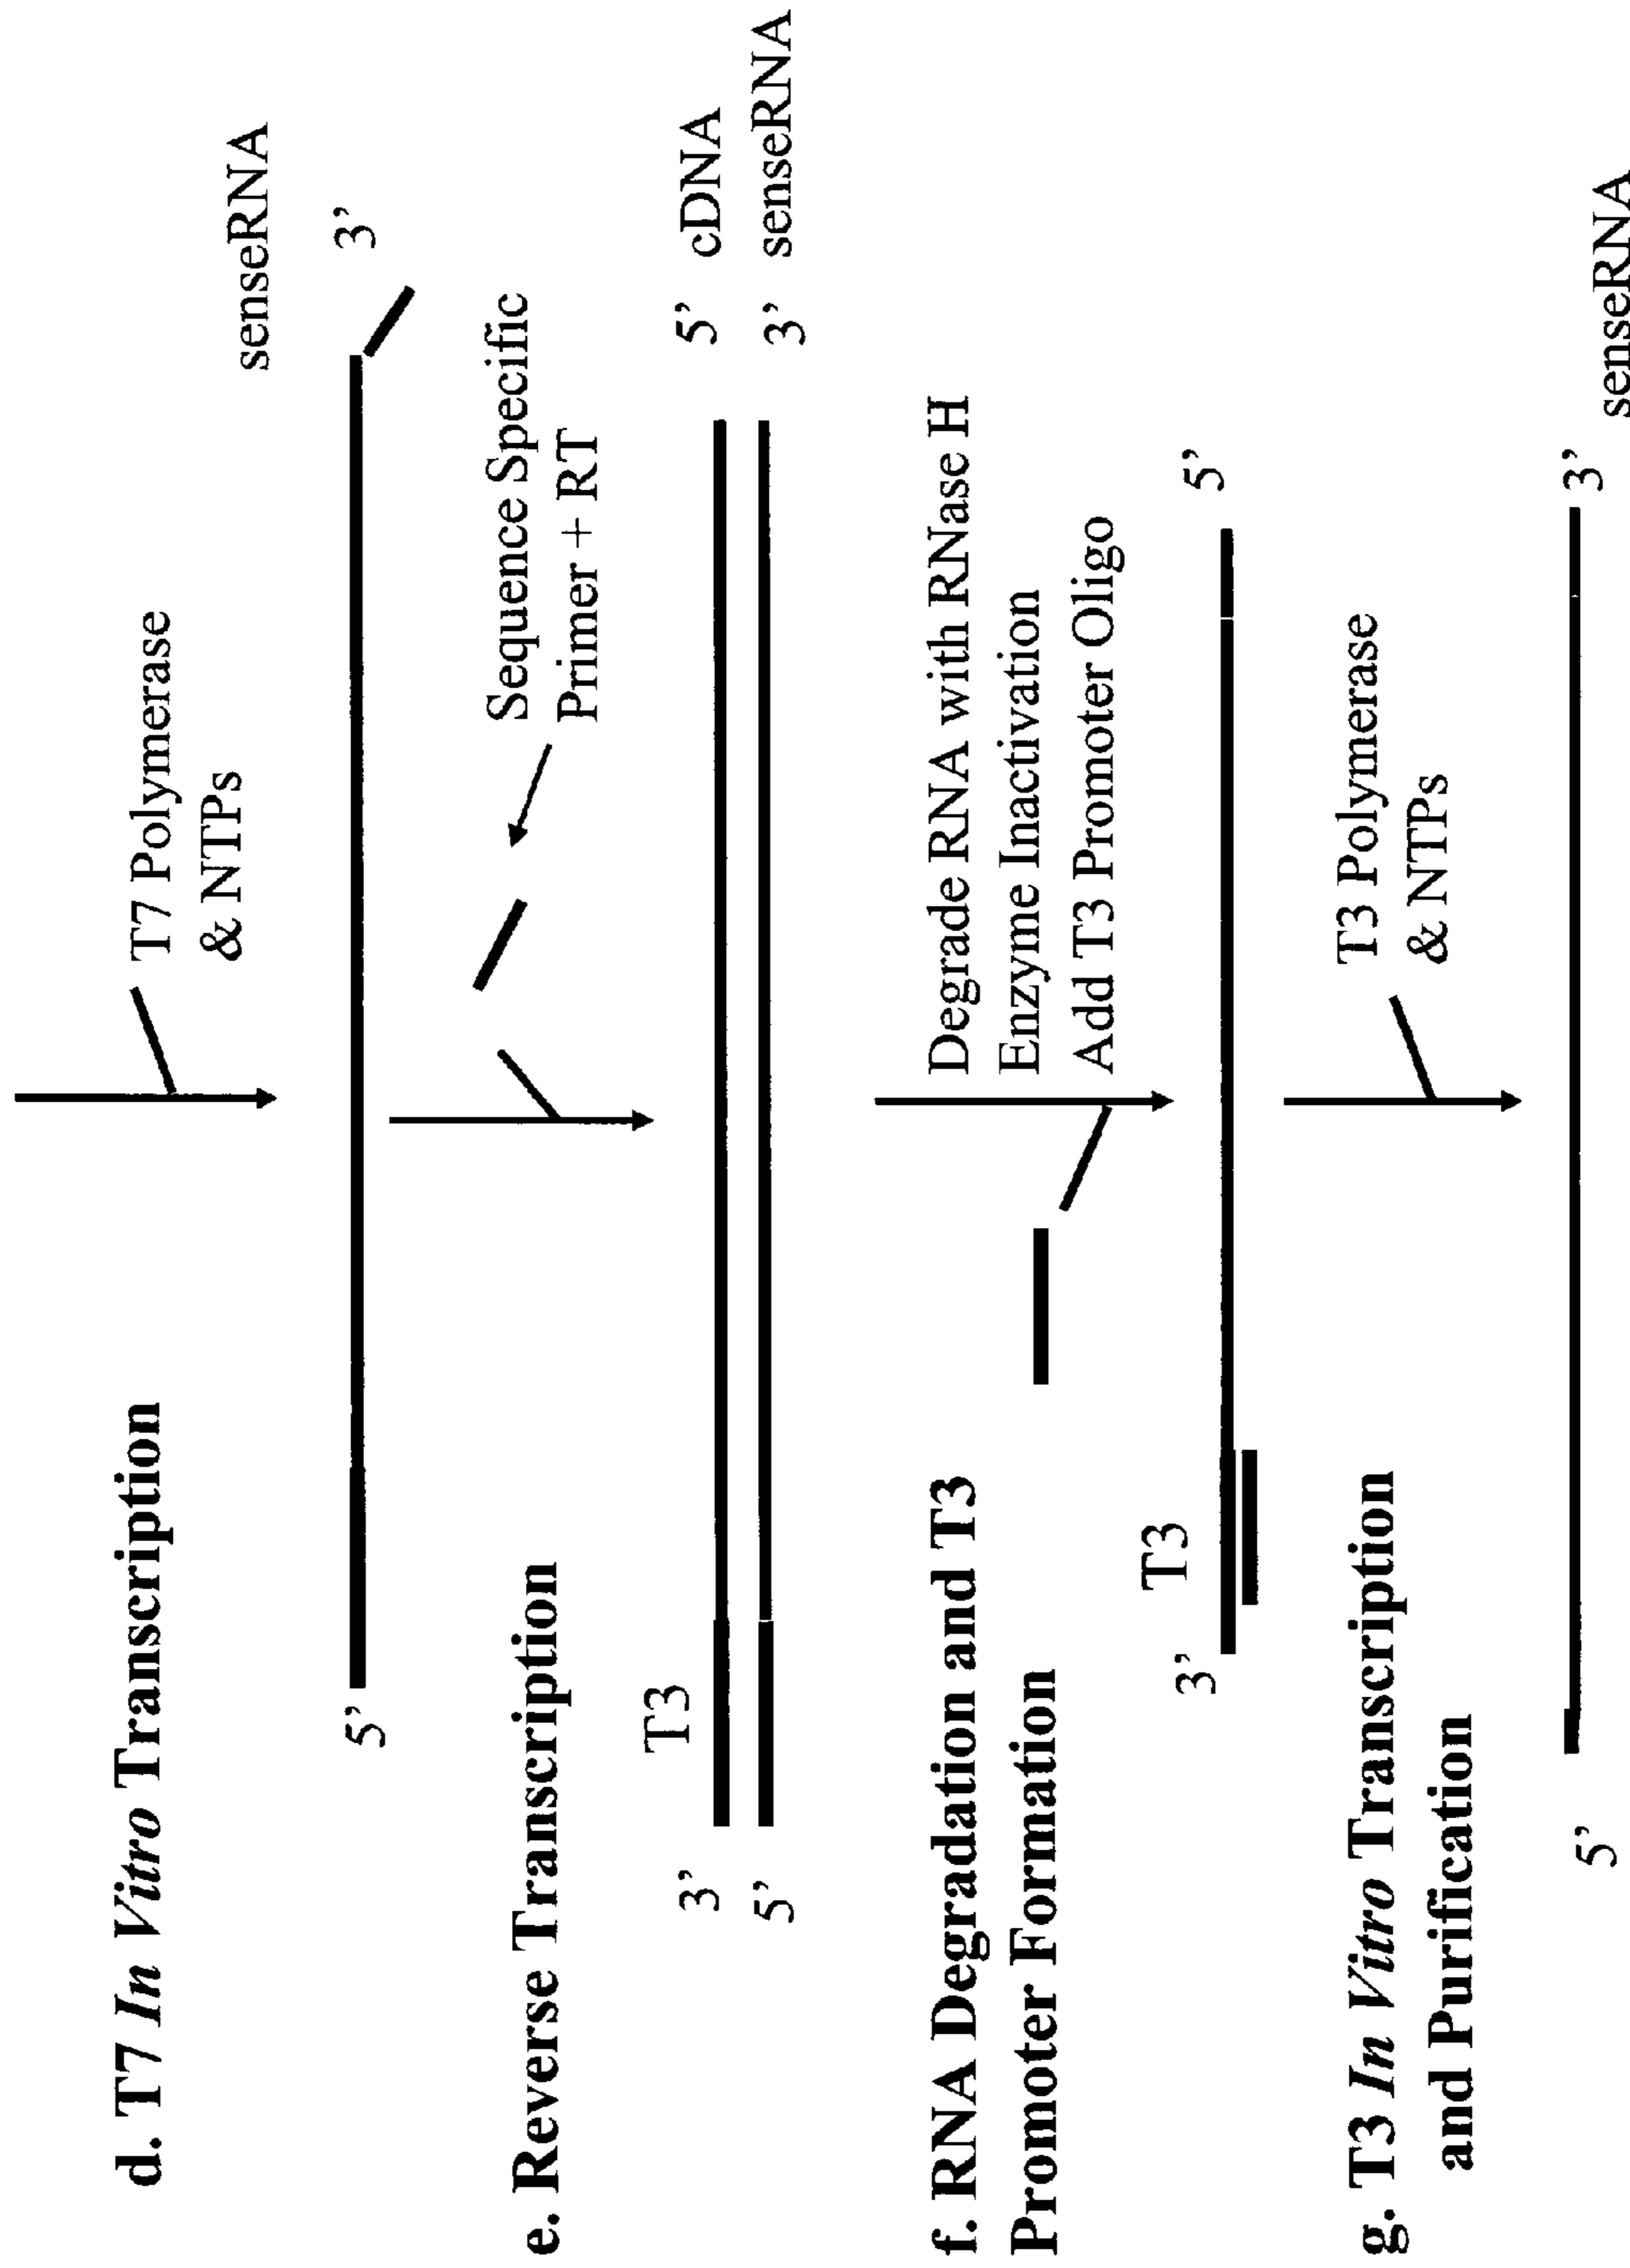 d. T7 In Vitro Transcription
T7 Polymerase
& NTPs
senseRNA
5’
3’
e. Reverse Transcription
Sequence Specific
Primer + RT
T3
3’
5’ cDNA
5’
3’ senseRNA
f. RNA Degradation and T3
Promoter Formation
Degrade RNA with RNase H
Enzyme Inactivation
Add T3 Promoter Oligo
T3
3’
5’
g. T3 In Vitro Transcription
and Purification
T3 Polymerase
& NTPs
5’
3’
senseRNA